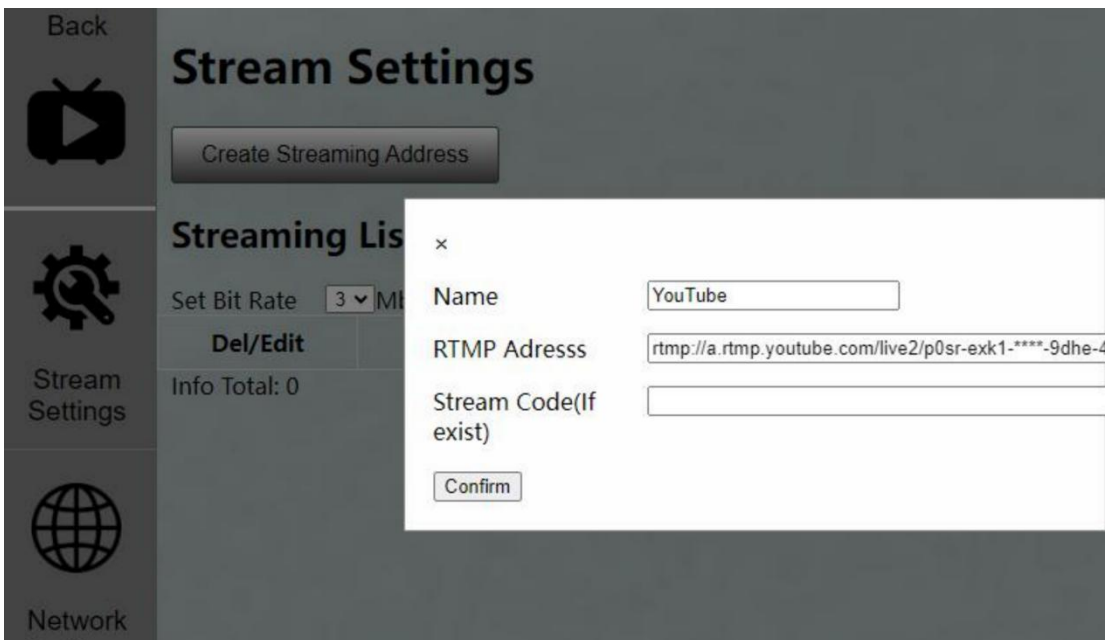 Back
Stream Settings
Create Streaming Address
Streaming Lis
Set Bit Rate 3 Mb
Del/Edit
Info Total: 0
Stream
Settings
Network
×
Name YouTube
RTMP Adresss rtmp://a.rtmp.youtube.com/live2/p0sr-exk1-****-9dhe-4
Stream Code(If
exist)
Confirm